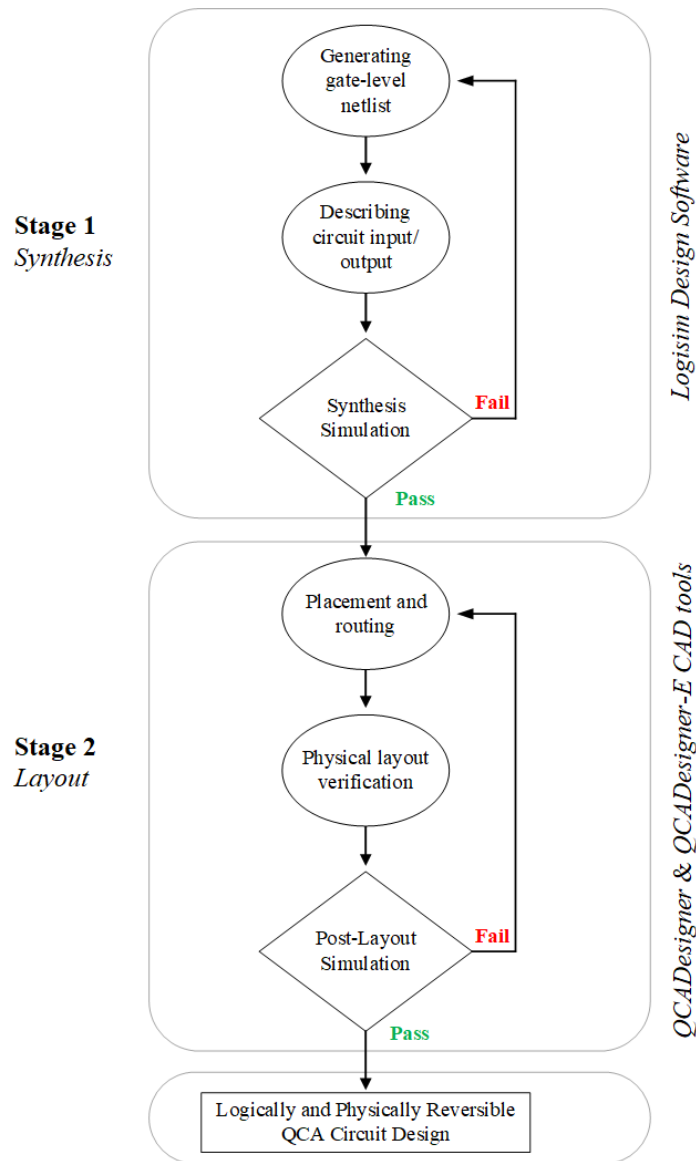 Generating
gate-level
netlist
Stage 1
Synthesis
Describing
circuit input/
output
Synthesis
Simulation
Fail
Pass
Logisim Design Software
Placement and
routing
Stage 2
Layout
Physical layout
verification
Post-Layout
Simulation
Fail
Pass
QCADesigner & QCADesigner-E CAD tools
Logically and Physically Reversible
QCA Circuit Design